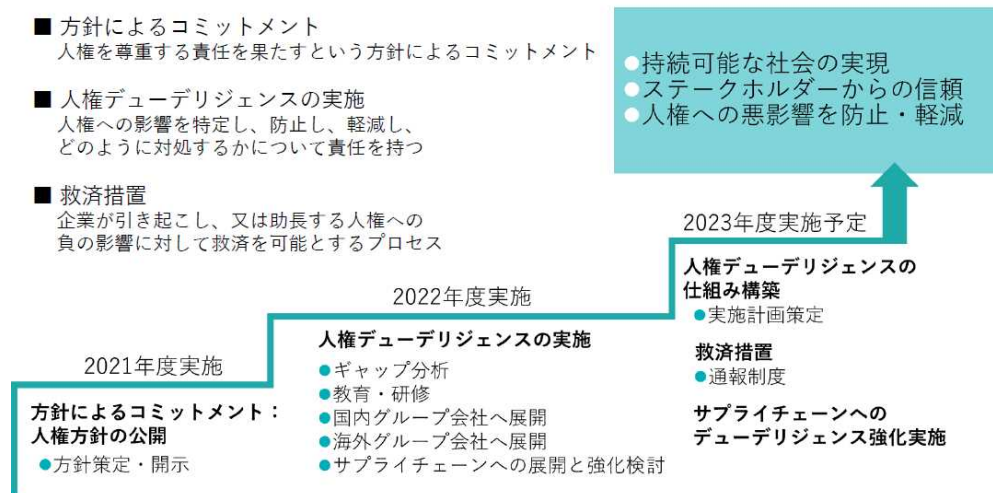 ■ 方針によるコミットメント
人権を尊重する責任を果たすという方針によるコミットメント
■ 人権デューデリジェンスの実施
人権への影響を特定し、防止し、軽減し、
どのように対処するかについて責任を持つ
■ 救済措置
企業が引き起こし、又は助長する人権への
負の影響に対して救済を可能とするプロセス
●持続可能な社会の実現
●ステークホルダーからの信頼
●人権への悪影響を防止・軽減
2021年度実施
方針によるコミットメント：
人権方針の公開
●方針策定・開示
2022年度実施
人権デューデリジェンスの実施
●ギャップ分析
●教育・研修
●国内グループ会社へ展開
●海外グループ会社へ展開
●サプライチェーンへの展開と強化検討
2023年度実施予定
人権デューデリジェンスの
仕組み構築
●実施計画策定
救済措置
●通報制度
サプライチェーンへの
デューデリジェンス強化実施